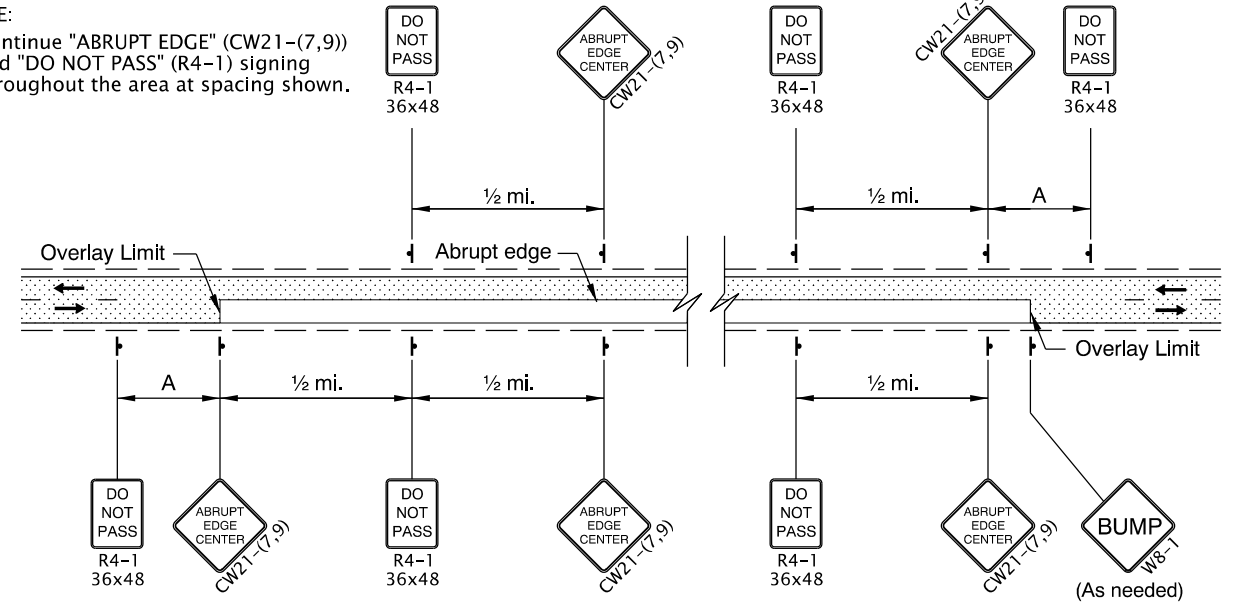 E:
ntinue "ABRUPT EDGE" (CW21-(7,9))
d "DO NOT PASS" (R4-1) signing
roughout the area at spacing shown.
DO
NOT
PASS
R4-1
36x48
ABRUPT
EDGE
CENTER
CW21-(7,9)
DO
NOT
PASS
R4-1
36x48
ABRUPT
EDGE
CENTER
CW21-(7,9)
DO
NOT
PASS
R4-1
36x48
½ mi.
½ mi.
A
Overlay Limit
Abrupt edge
Overlay Limit
A
½ mi.
½ mi.
½ mi.
DO
NOT
PASS
R4-1
36x48
ABRUPT
EDGE
CENTER
CW21-(7,9)
DO
NOT
PASS
R4-1
36x48
ABRUPT
EDGE
CENTER
CW21-(7,9)
DO
NOT
PASS
R4-1
36x48
ABRUPT
EDGE
CENTER
CW21-(7,9)
BUMP
W8-1
(As needed)